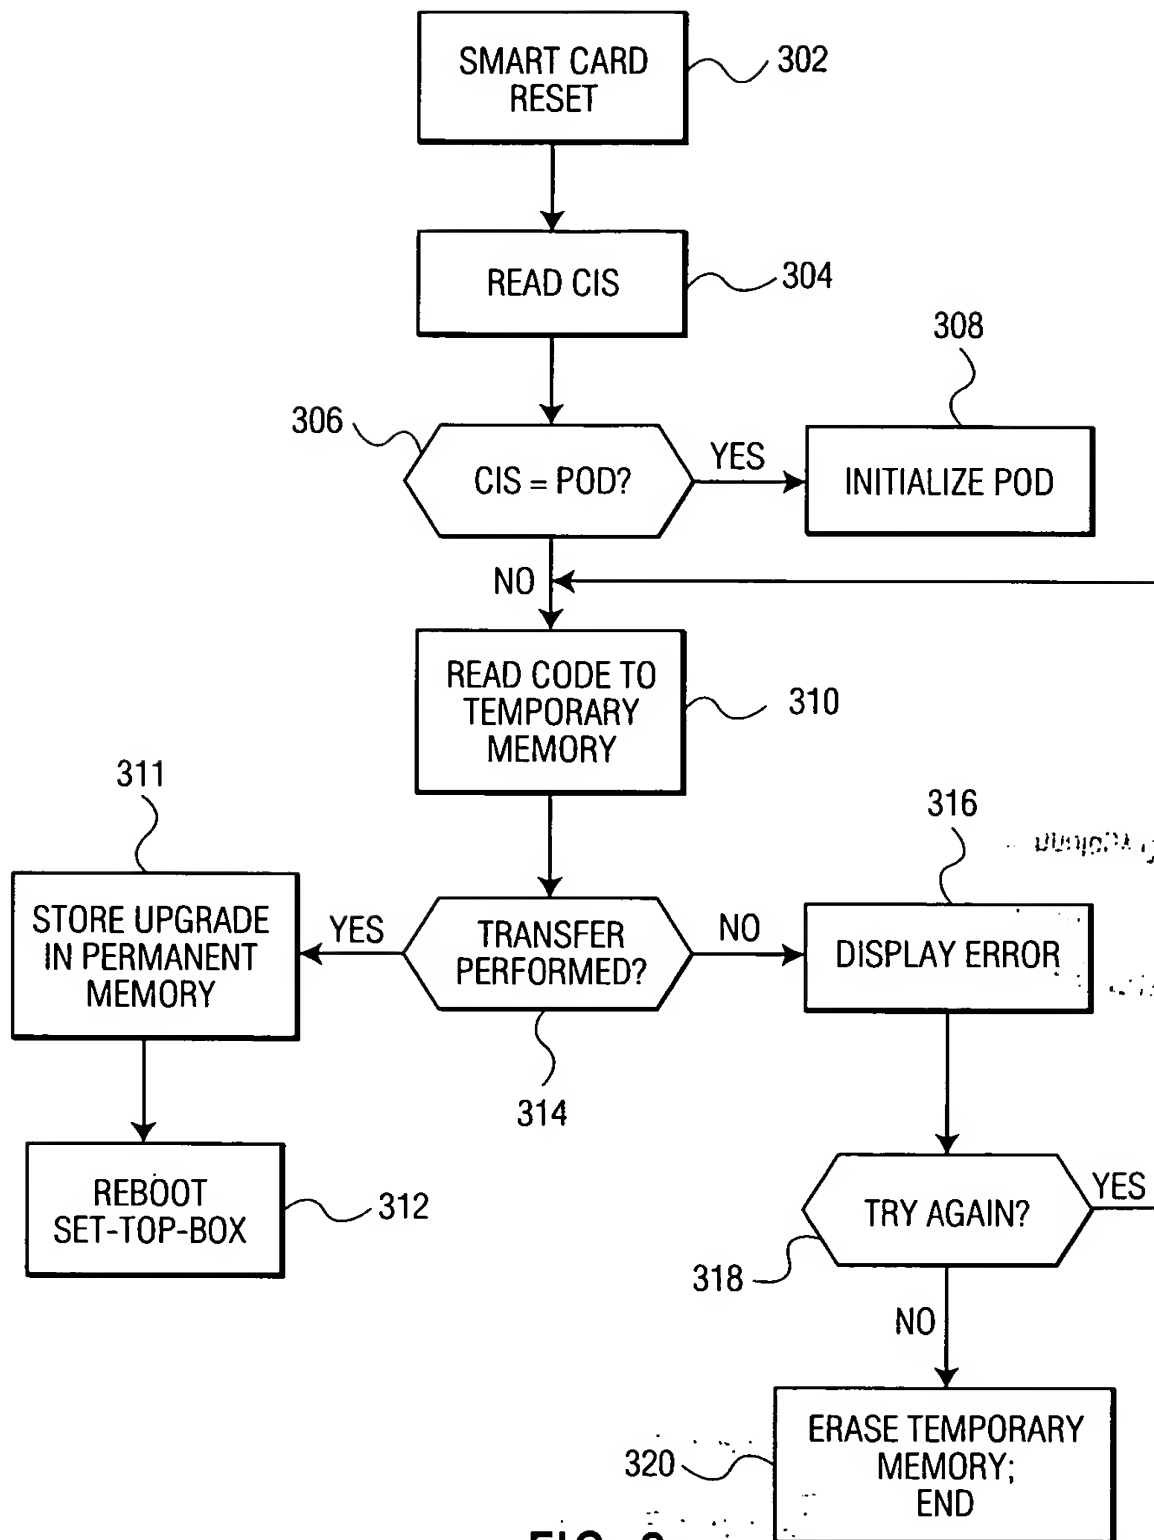 SMART CARD
RESET
302
READ CIS
304
308
306
CIS = POD?
YES
INITIALIZE POD
NO
READ CODE TO
TEMPORARY
MEMORY
310
311
316
STORE UPGRADE
IN PERMANENT
MEMORY
YES
TRANSFER
PERFORMED?
NO
DISPLAY ERROR
314
REBOOT
SET-TOP-BOX
312
TRY AGAIN?
YES
318
NO
ERASE TEMPORARY
MEMORY;
END
320
FIG.